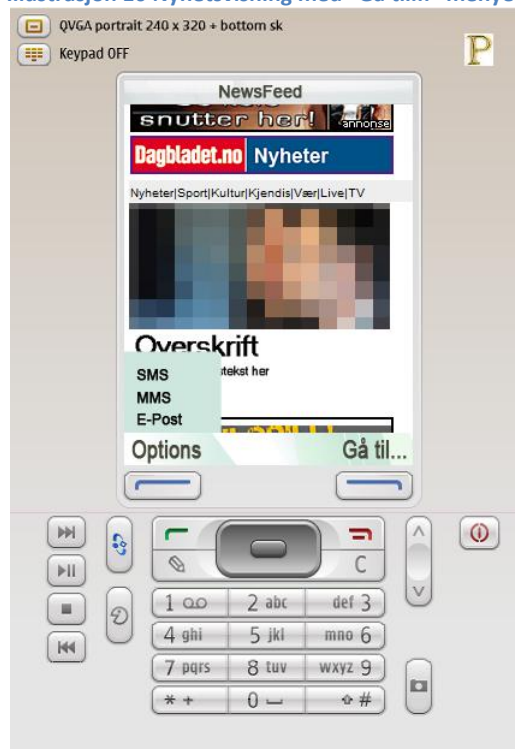 QVGA portrait 240 x 320 + bottom sk
Keypad OFF
P
NewsFeed
snutter her!
annonse
Dagbladet.no Nyheter
Nyheter|Sport|Kultur|Kjendis|Vær|Live|TV
Overskrift
tekst her
SMS
MMS
E-Post
Options Gå til...
C
1 2 abc def 3
4 ghi 5 jkl mno 6
7 pqrs 8 tuv wxyz 9
* + 0 #